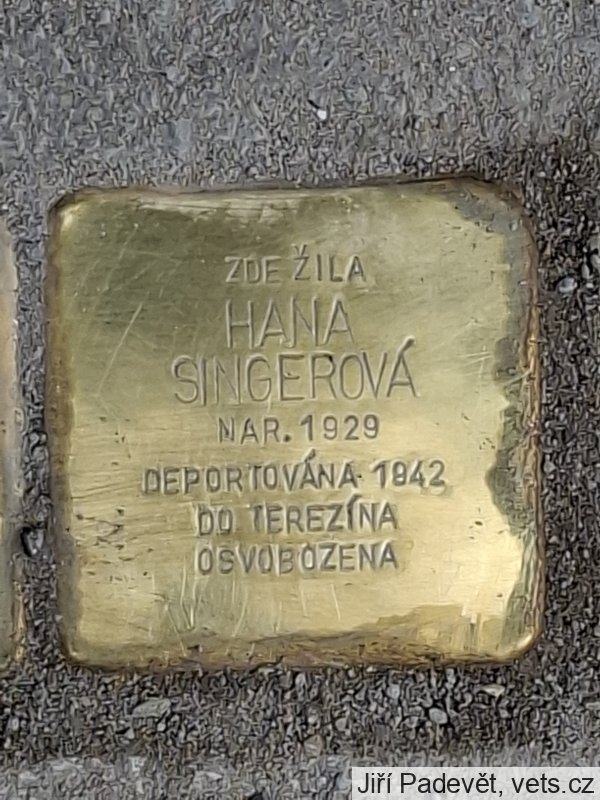 ZDE ŽILA
HANA
SINGEROVÁ
NAR. 1929
DEPORTOVÁNA 1942
DO TEREZÍNA
OSVOBOZENA
Jiří Padevět, vets.cz